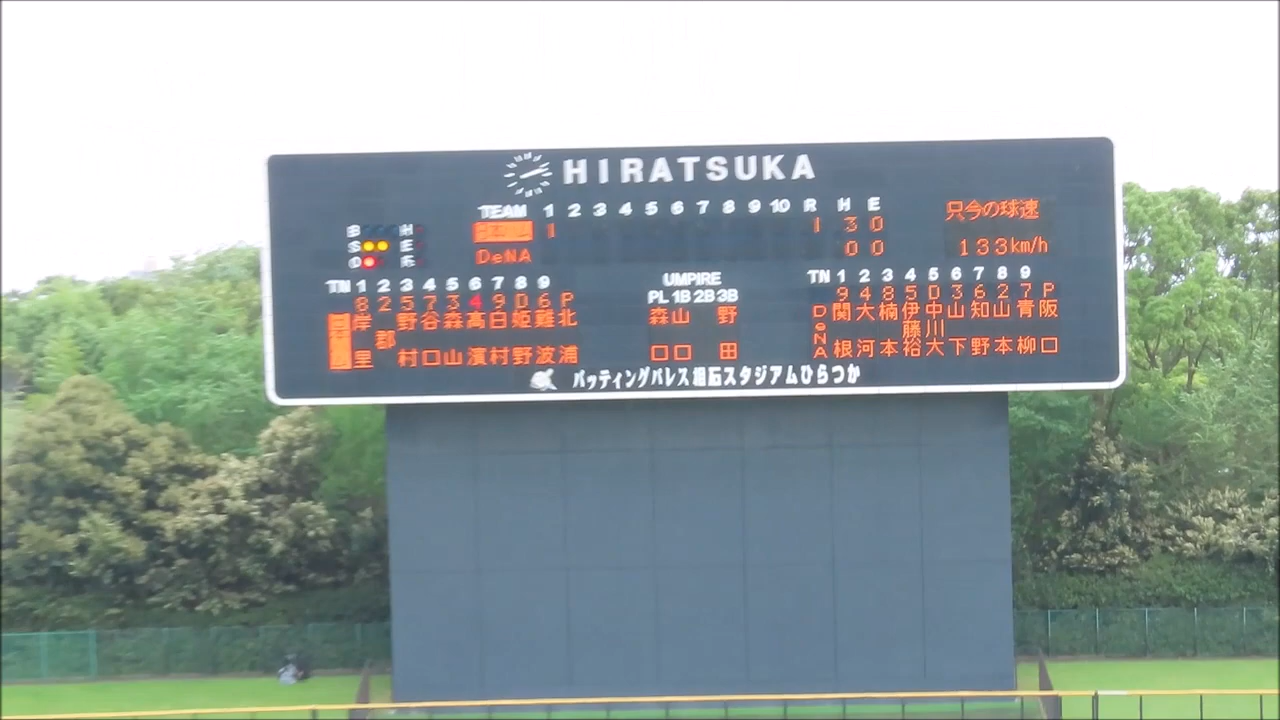 HIRATSUKA
TEAM 1 2 3 4 5 6 7 8 9 10 R H E
1 1 3 0
DeNA 0 0
B H
S E
O
只今の球速
133km/h
TN 1 2 3 4 5 6 7 8 9
8 2 5 7 3 4 9 D 6 P
岸里 郡 野村 谷口 森山 高濱 白村 姫野 難波 北浦
UMPIRE
PL 1B 2B 3B
森口 山口 野田
TN 1 2 3 4 5 6 7 8 9
9 4 8 5 D 3 6 2 7 P
DeNA 関根 大河 楠本 伊藤裕 中川大 山下 知野 山本 青柳 阪口
バッティングパレス相石スタジアムひらつか